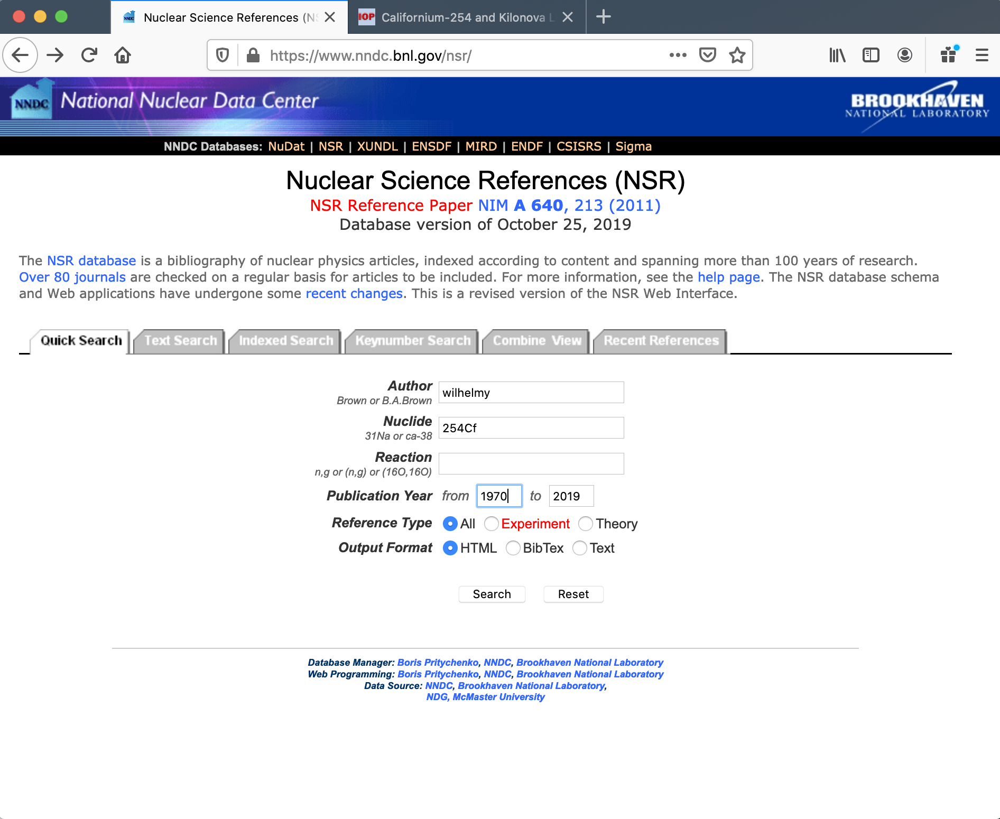 Nuclear Science References (NS
Californium-254 and Kilonova L
https://www.nndc.bnl.gov/nsr/
NNDC National Nuclear Data Center
BROOKHAVEN
NATIONAL LABORATORY
NNDC Databases: NuDat | NSR | XUNDL | ENSDF | MIRD | ENDF | CSISRS | Sigma
Nuclear Science References (NSR)
NSR Reference Paper NIM A 640, 213 (2011)
Database version of October 25, 2019
The NSR database is a bibliography of nuclear physics articles, indexed according to content and spanning more than 100 years of research.
Over 80 journals are checked on a regular basis for articles to be included. For more information, see the help page. The NSR database schema
and Web applications have undergone some recent changes. This is a revised version of the NSR Web Interface.
Quick Search Text Search Indexed Search Keynumber Search Combine View Recent References
Author wilhelmy
Brown or B.A.Brown
Nuclide 254Cf
31Na or ca-38
Reaction
n,g or (n,g) or (16O,16O)
Publication Year from 1970 to 2019
Reference Type All Experiment Theory
Output Format HTML BibTex Text
Search Reset
Database Manager: Boris Pritychenko, NNDC, Brookhaven National Laboratory
Web Programming: Boris Pritychenko, NNDC, Brookhaven National Laboratory
Data Source: NNDC, Brookhaven National Laboratory,
NDG, McMaster University